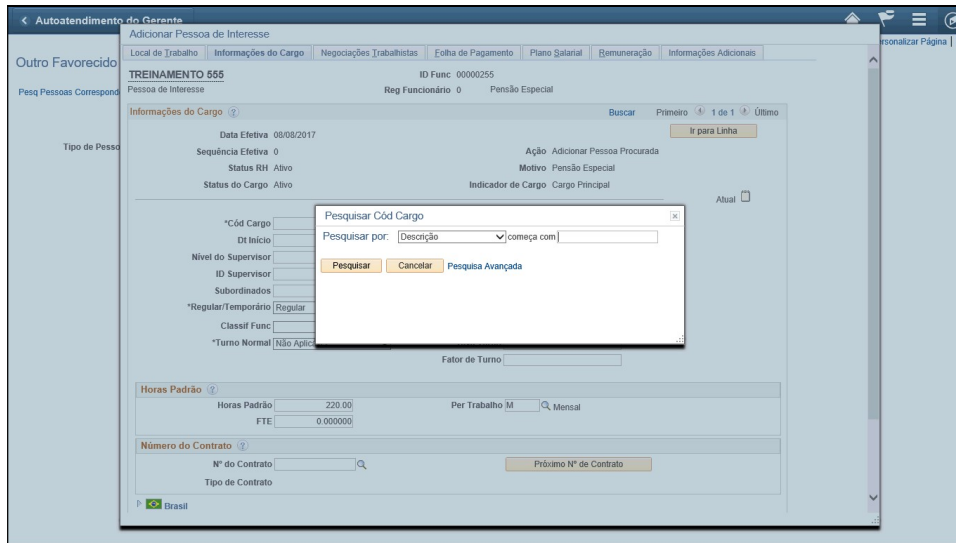 Autoatendimento do Gerente
Adicionar Pessoa de Interesse
Personalizar Página |
Local de Trabalho Informações do Cargo Negociações Trabalhistas Folha de Pagamento Plano Salarial Remuneração Informações Adicionais
Outro Favorecido
TREINAMENTO 555 ID Func 00000255
Pesq Pessoas Correspond
Pessoa de Interesse Reg Funcionário 0 Pensão Especial
Informações do Cargo ? Buscar Primeiro 1 de 1 Último
Data Efetiva 08/08/2017 Ir para Linha
Tipo de Pesso
Sequência Efetiva 0 Ação Adicionar Pessoa Procurada
Status RH Ativo Motivo Pensão Especial
Status do Cargo Ativo Indicador de Cargo Cargo Principal
Atual
Pesquisar Cód Cargo
*Cód Cargo
Pesquisar por: Descrição começa com
Dt Início
Nível do Supervisor
Pesquisar Cancelar Pesquisa Avançada
ID Supervisor
Subordinados
*Regular/Temporário Regular
Classif Func
*Turno Normal Não Aplic
Fator de Turno
Horas Padrão ?
Horas Padrão 220.00 Per Trabalho M Mensal
FTE 0.000000
Número do Contrato ?
Nº do Contrato Próximo Nº de Contrato
Tipo de Contrato
Brasil